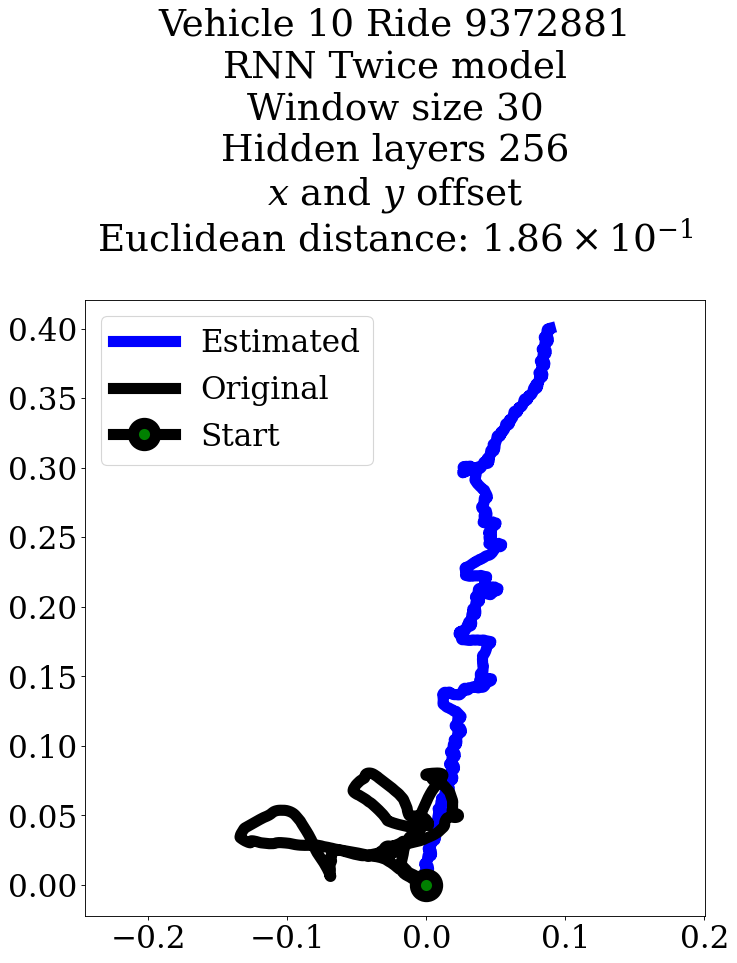 Vehicle 10 Ride 9372881
RNN Twice model
Window size 30
Hidden layers 256
x and y offset
Euclidean distance: 1.86 × 10⁻¹
Estimated
Original
Start
0.40
0.35
0.30
0.25
0.20
0.15
0.10
0.05
0.00
−0.2 −0.1 0.0 0.1 0.2